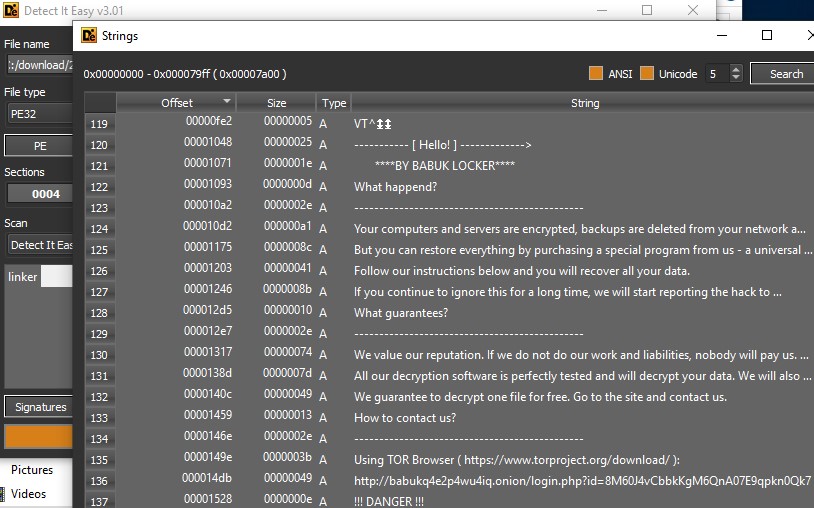 Detect It Easy v3.01
Strings
File name
:/download/2
File type
PE32
PE
Sections
0004
Scan
Detect It Eas
linker
Signatures
Pictures
Videos
0x00000000 - 0x000079ff ( 0x00007a00 )
ANSI Unicode 5 Search
Offset Size Type String
119 00000fe2 00000005 A VT^‡‡
120 00001048 00000025 A ----------- [ Hello! ] ------------->
121 00001071 0000001e A ****BY BABUK LOCKER****
122 00001093 0000000d A What happend?
123 000010a2 0000002e A ----------------------------------------------
124 000010d2 000000a1 A Your computers and servers are encrypted, backups are deleted from your network a...
125 00001175 0000008c A But you can restore everything by purchasing a special program from us - a universal ...
126 00001203 00000041 A Follow our instructions below and you will recover all your data.
127 00001246 0000008b A If you continue to ignore this for a long time, we will start reporting the hack to ...
128 000012d5 00000010 A What guarantees?
129 000012e7 0000002e A ----------------------------------------------
130 00001317 00000074 A We value our reputation. If we do not do our work and liabilities, nobody will pay us. ...
131 0000138d 0000007d A All our decryption software is perfectly tested and will decrypt your data. We will also ...
132 0000140c 00000049 A We guarantee to decrypt one file for free. Go to the site and contact us.
133 00001459 00000013 A How to contact us?
134 0000146e 0000002e A ----------------------------------------------
135 0000149e 0000003b A Using TOR Browser ( https://www.torproject.org/download/ ):
136 000014db 00000049 A http://babukq4e2p4wu4iq.onion/login.php?id=8M60J4vCbbkKgM6QnA07E9qpkn0Qk7
137 00001528 0000000e A !!! DANGER !!!